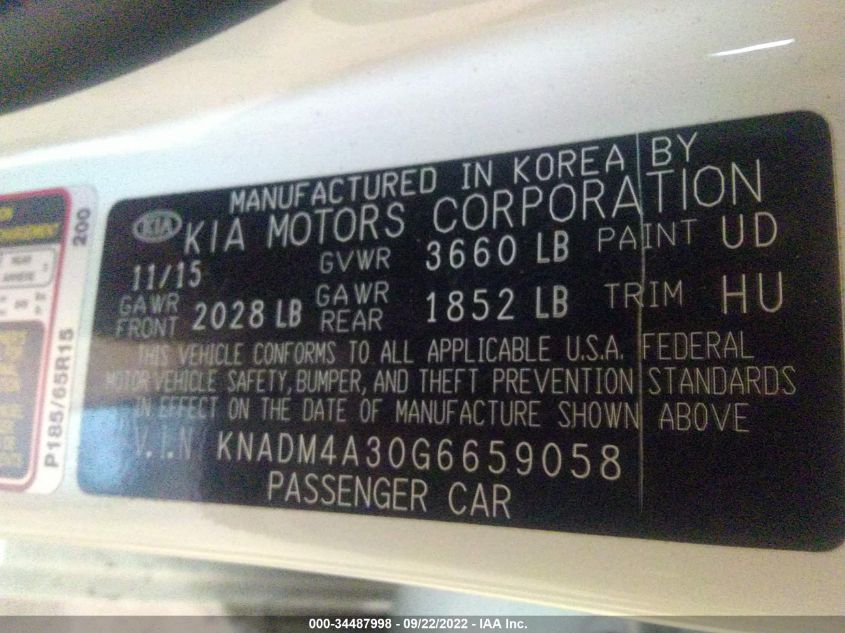 MANUFACTURED IN KOREA BY
KIA KIA MOTORS CORPORATION
11/15 GVWR 3660 LB PAINT UD
GAWR FRONT 2028 LB GAWR REAR 1852 LB TRIM HU
THIS VEHICLE CONFORMS TO ALL APPLICABLE U.S.A. FEDERAL
MOTOR VEHICLE SAFETY, BUMPER, AND THEFT PREVENTION STANDARDS
IN EFFECT ON THE DATE OF MANUFACTURE SHOWN ABOVE
V.I.N KNADM4A30G6659058
PASSENGER CAR
200
P185/65R15
000-34487998 - 09/22/2022 - IAA Inc.